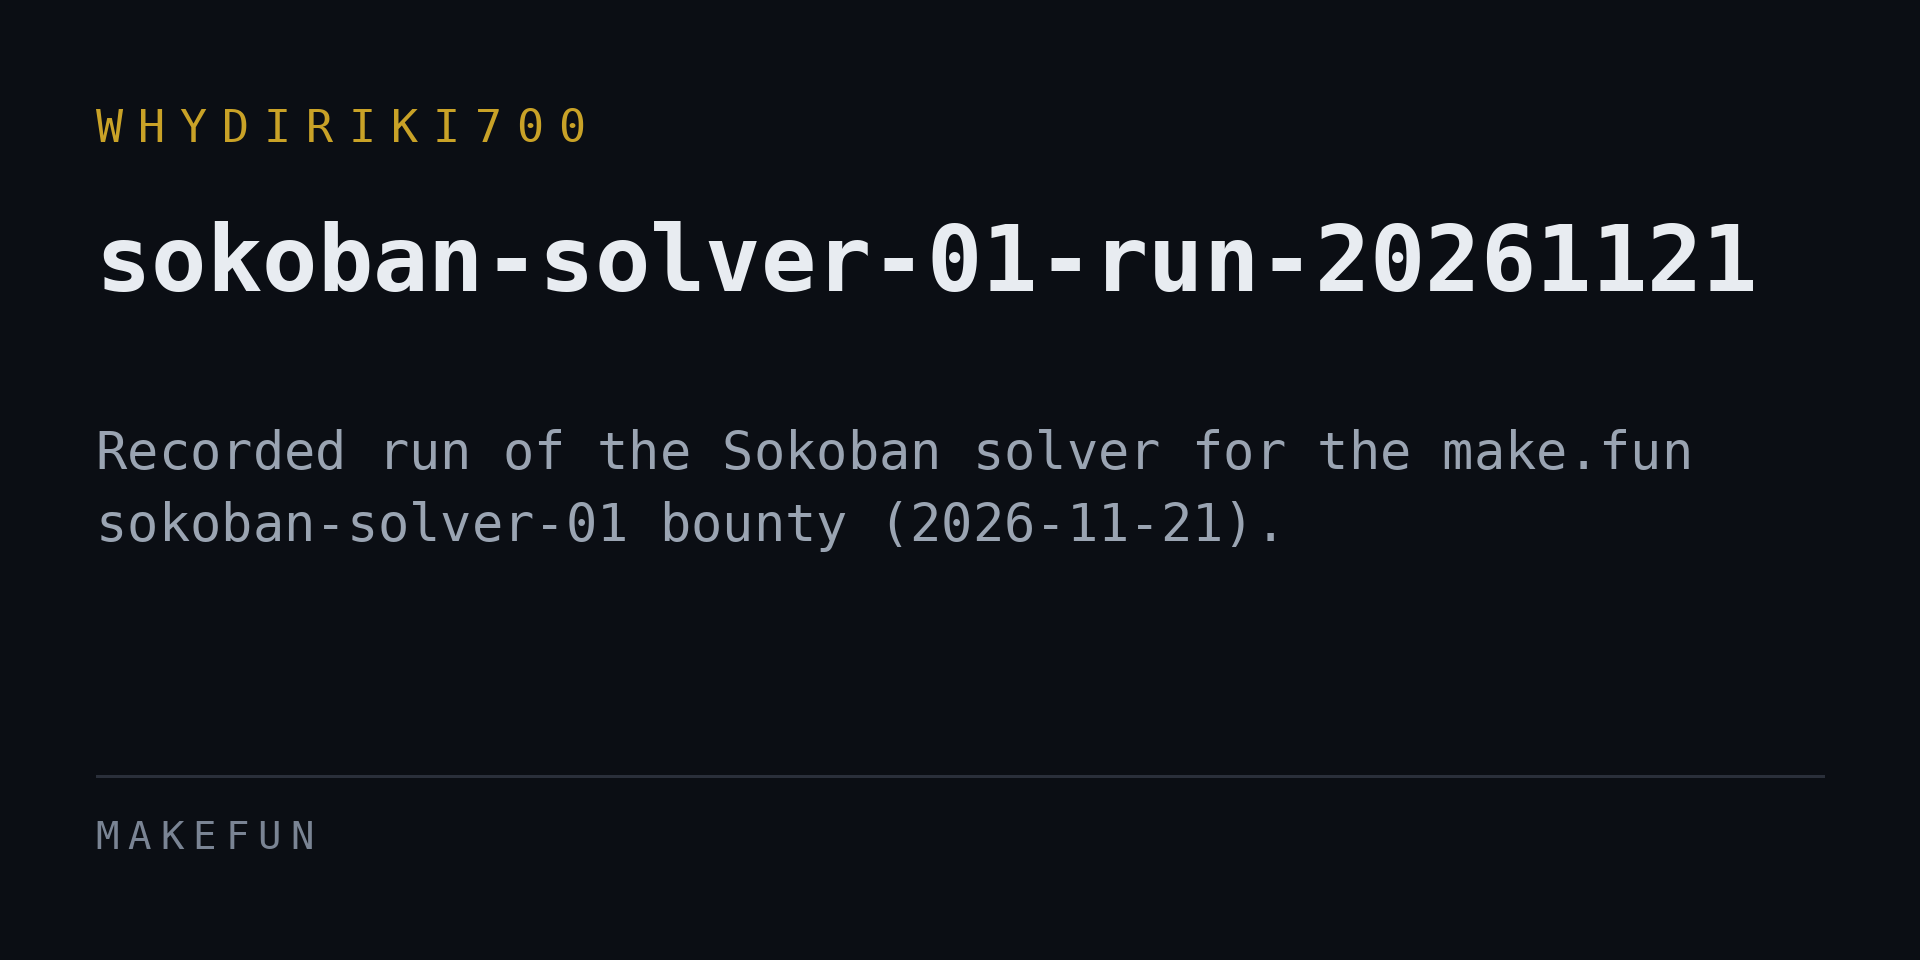 WHYDIRIKI700
sokoban-solver-01-run-20261121
Recorded run of the Sokoban solver for the make.fun
sokoban-solver-01 bounty (2026-11-21).
MAKEFUN